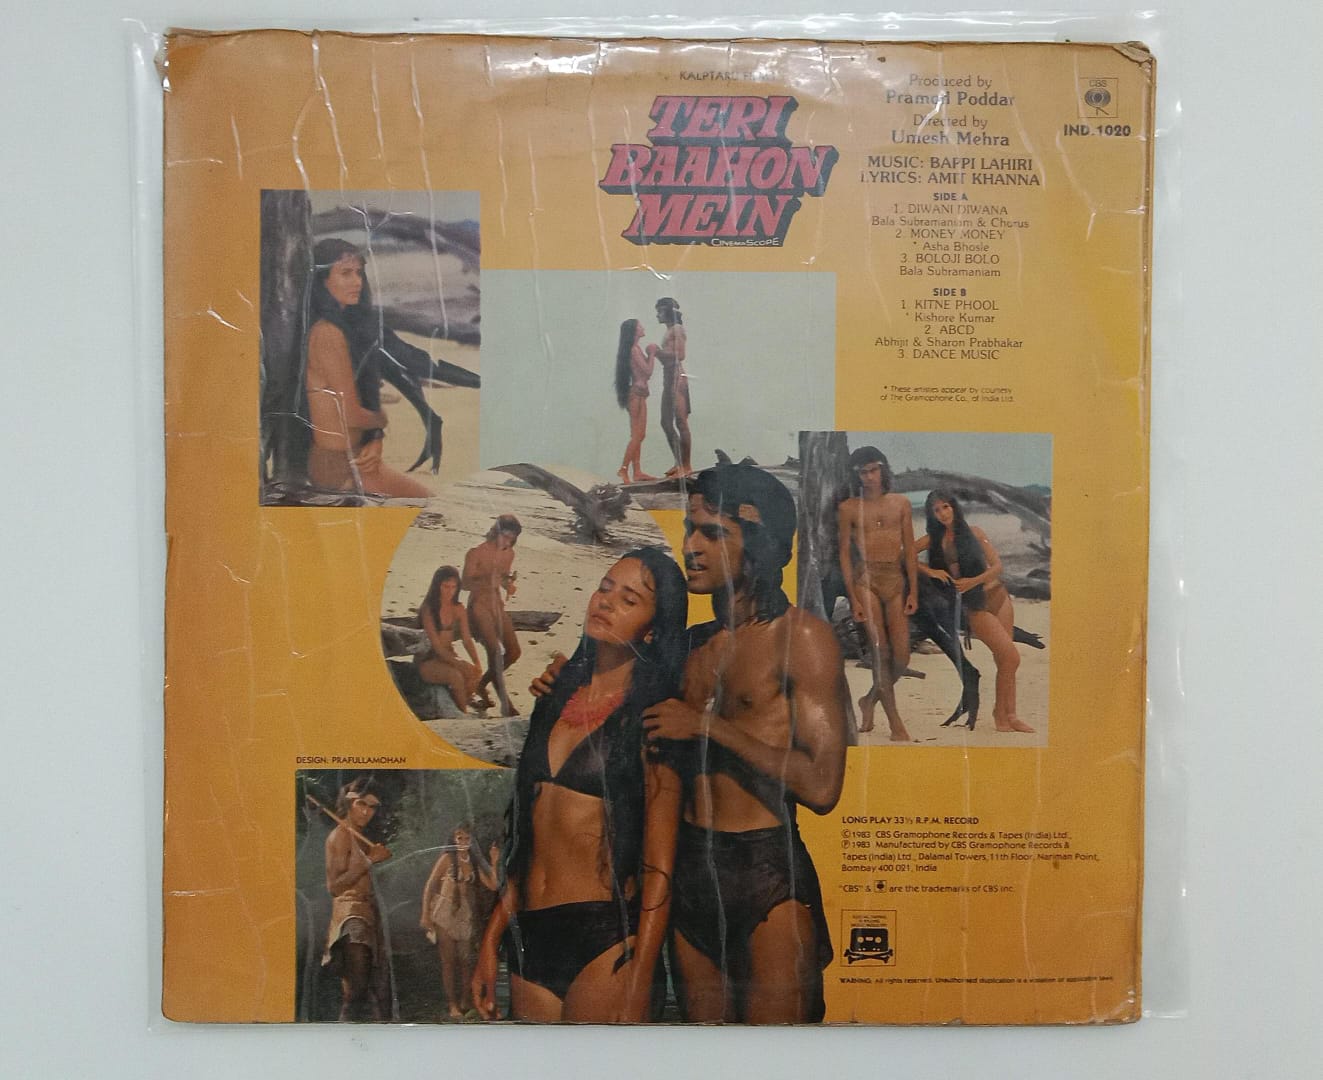 KALPTARU FILMS
TERI
BAAHON
MEIN
CINEMASCOPE
Produced by
Pramod Poddar
Directed by
Umesh Mehra
MUSIC: BAPPI LAHIRI
LYRICS: AMIT KHANNA
CBS
IND.1020
SIDE A
1. DIWANI DIWANA
Bala Subramaniam & Chorus
2. MONEY MONEY
* Asha Bhosle
3. BOLOJI BOLO
Bala Subramaniam
SIDE B
1. KITNE PHOOL
* Kishore Kumar
2. ABCD
Abhijit & Sharon Prabhakar
3. DANCE MUSIC
* These artistes appear by courtesy
of The Gramophone Co., of India Ltd.
DESIGN: PRAFULLAMOHAN
LONG PLAY 33⅓ R.P.M. RECORD
© 1983 CBS Gramophone Records & Tapes (India) Ltd.,
℗ 1983 Manufactured by CBS Gramophone Records &
Tapes (India) Ltd., Dalamal Towers, 11th Floor, Nariman Point,
Bombay 400 021, India
"CBS" & are the trademarks of CBS Inc.
WARNING: All rights reserved. Unauthorised duplication is a violation of applicable laws.